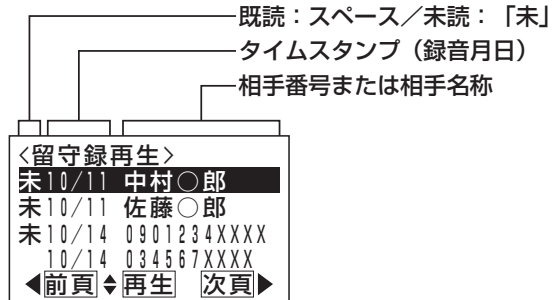 既読：スペース／未読：「未」
タイムスタンプ（録音月日）
相手番号または相手名称
<留守録再生>
未10/11 中村○郎
未10/11 佐藤○郎
未10/14 0901234XXXX
10/14 034567XXXX
◀前頁◆再生 次頁▶